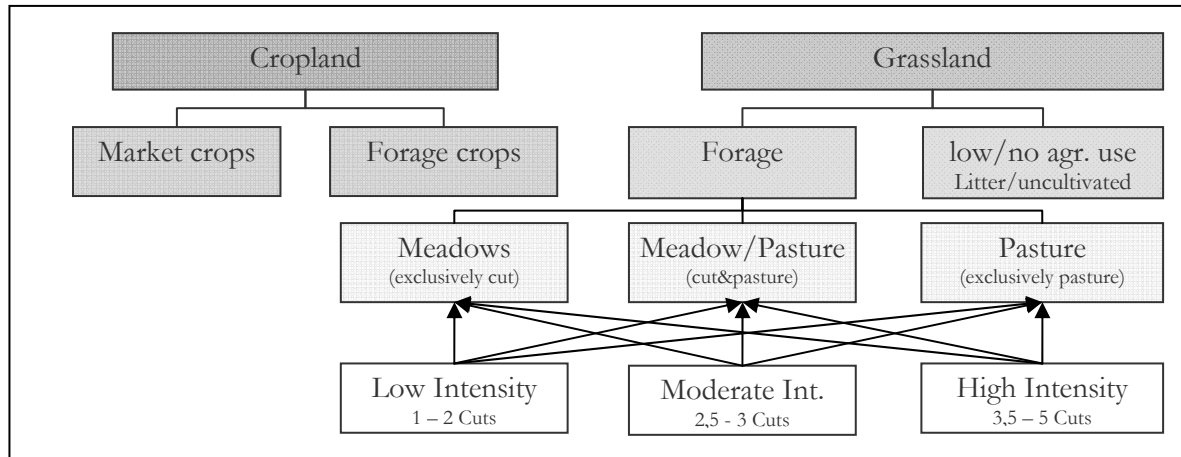 Cropland
Grassland
Market crops
Forage crops
Forage
low/no agr. use
Litter/uncultivated
Meadows
(exclusively cut)
Meadow/Pasture
(cut&pasture)
Pasture
(exclusively pasture)
Low Intensity
1 – 2 Cuts
Moderate Int.
2,5 - 3 Cuts
High Intensity
3,5 – 5 Cuts